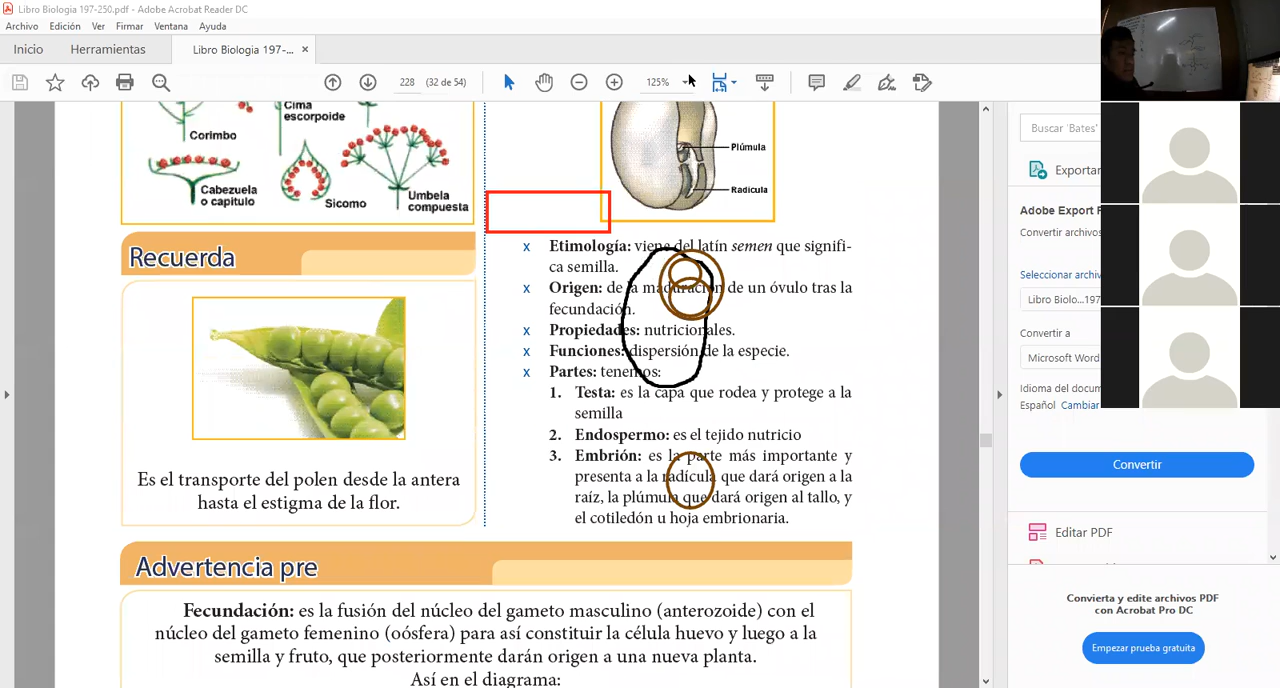 Libro Biologia 197-250.pdf - Adobe Acrobat Reader DC
Archivo Edición Ver Firmar Ventana Ayuda
Inicio Herramientas Libro Biologia 197-... ×
228 (32 de 54) 125%
Corimbo
Cima
escorpoide
Cabezuela
o capitulo
Sicomo
Umbela
compuesta
Recuerda
Es el transporte del polen desde la antera
hasta el estigma de la flor.
Plúmula
Radícula
x Etimología: viene del latín semen que signifi-
ca semilla.
x Origen: de la maduración de un óvulo tras la
fecundación.
x Propiedades: nutricionales.
x Funciones: dispersión de la especie.
x Partes: tenemos:
1. Testa: es la capa que rodea y protege a la
semilla
2. Endospermo: es el tejido nutricio
3. Embrión: es la parte más importante y
presenta a la radícula que dará origen a la
raíz, la plúmula que dará origen al tallo, y
el cotiledón u hoja embrionaria.
Advertencia pre
Fecundación: es la fusión del núcleo del gameto masculino (anterozoide) con el
núcleo del gameto femenino (oósfera) para así constituir la célula huevo y luego a la
semilla y fruto, que posteriormente darán origen a una nueva planta.
Así en el diagrama:
Buscar 'Bates'
Exportar
Adobe Export
Convertir archivos
Seleccionar archiv
Libro Biolo...197
Convertir a
Microsoft Word
Idioma del docum
Español Cambiar
Convertir
Editar PDF
Convierta y edite archivos PDF
con Acrobat Pro DC
Empezar prueba gratuita